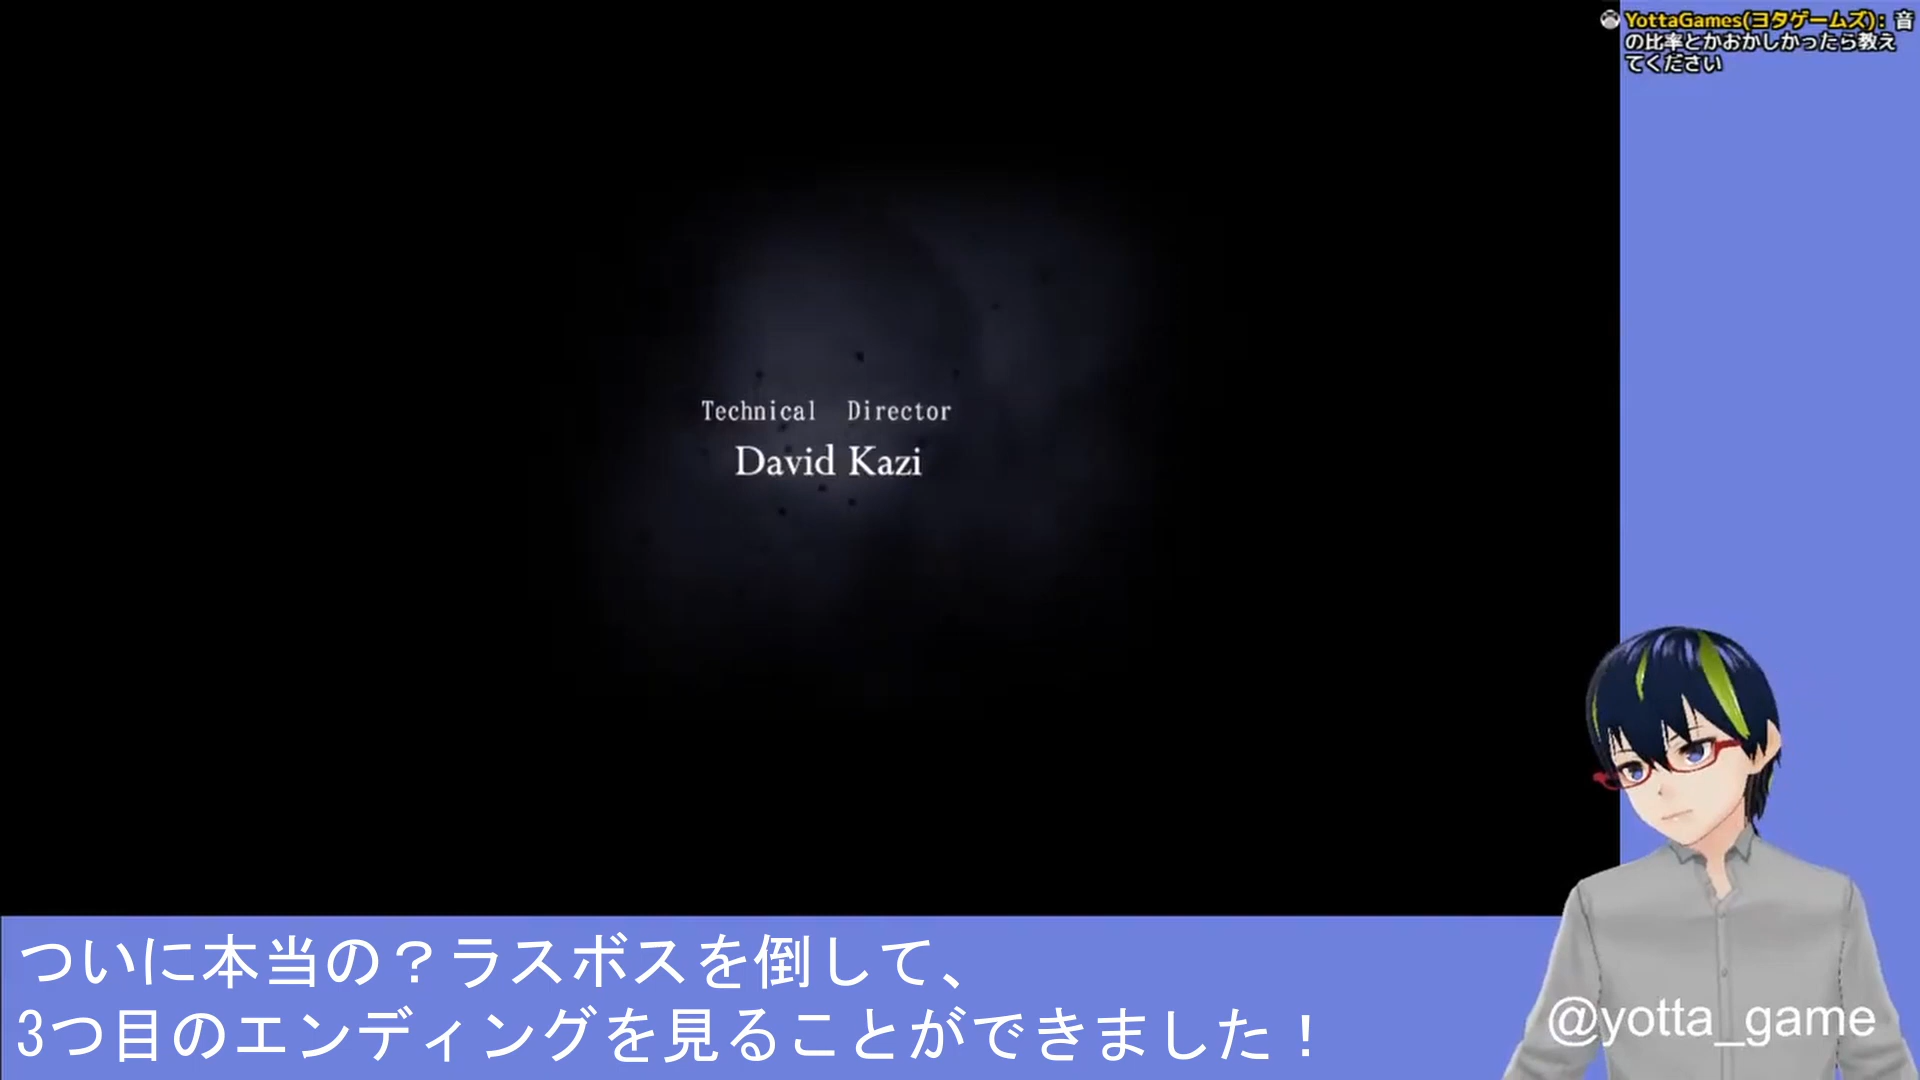 YottaGames(ヨタゲームズ): 音
の比率とかおかしかったら教え
てください
Technical Director
David Kazi
ついに本当の？ラスボスを倒して、
3つ目のエンディングを見ることができました！
@yotta_game